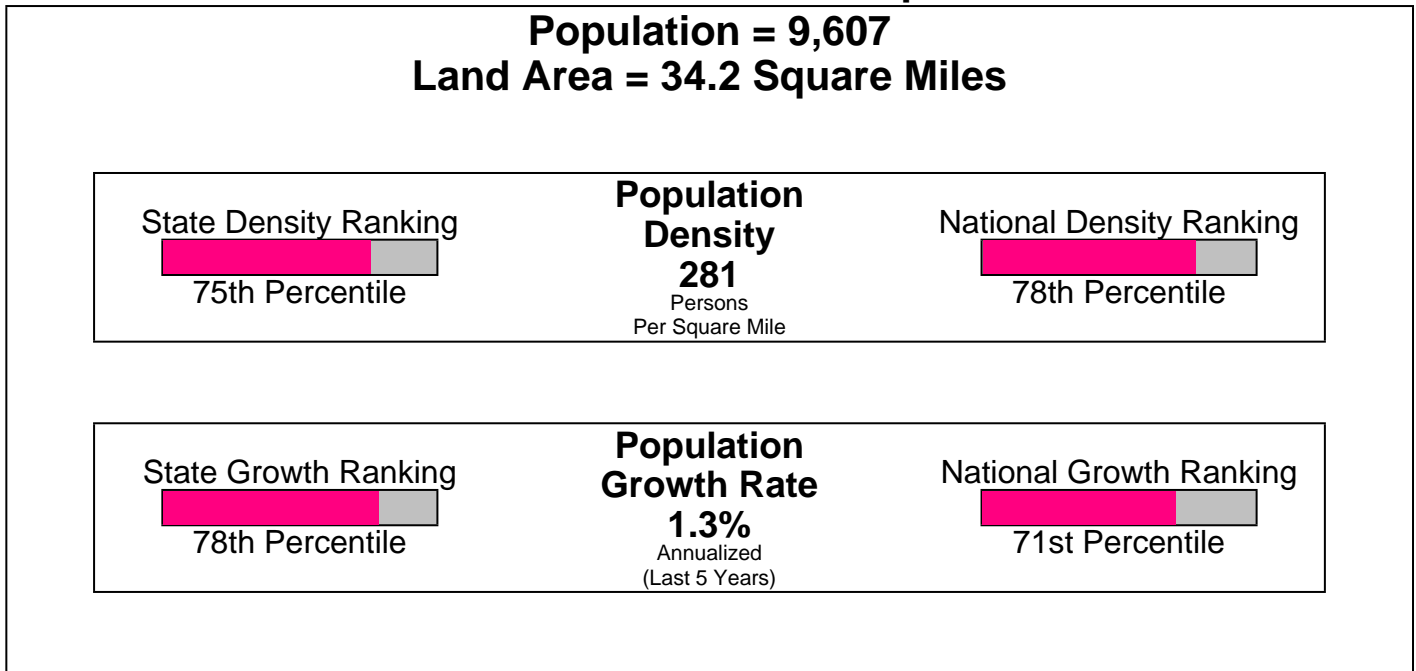 Population = 9,607
Land Area = 34.2 Square Miles
State Density Ranking
75th Percentile
Population
Density
281
Persons
Per Square Mile
National Density Ranking
78th Percentile
State Growth Ranking
78th Percentile
Population
Growth Rate
1.3%
Annualized
(Last 5 Years)
National Growth Ranking
71st Percentile